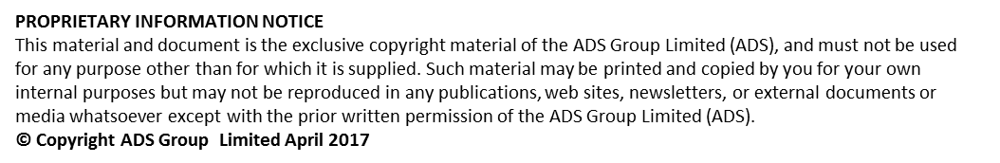 PROPRIETARY INFORMATION NOTICE
This material and document is the exclusive copyright material of the ADS Group Limited (ADS), and must not be used
for any purpose other than for which it is supplied. Such material may be printed and copied by you for your own
internal purposes but may not be reproduced in any publications, web sites, newsletters, or external documents or
media whatsoever except with the prior written permission of the ADS Group Limited (ADS).
© Copyright ADS Group Limited April 2017